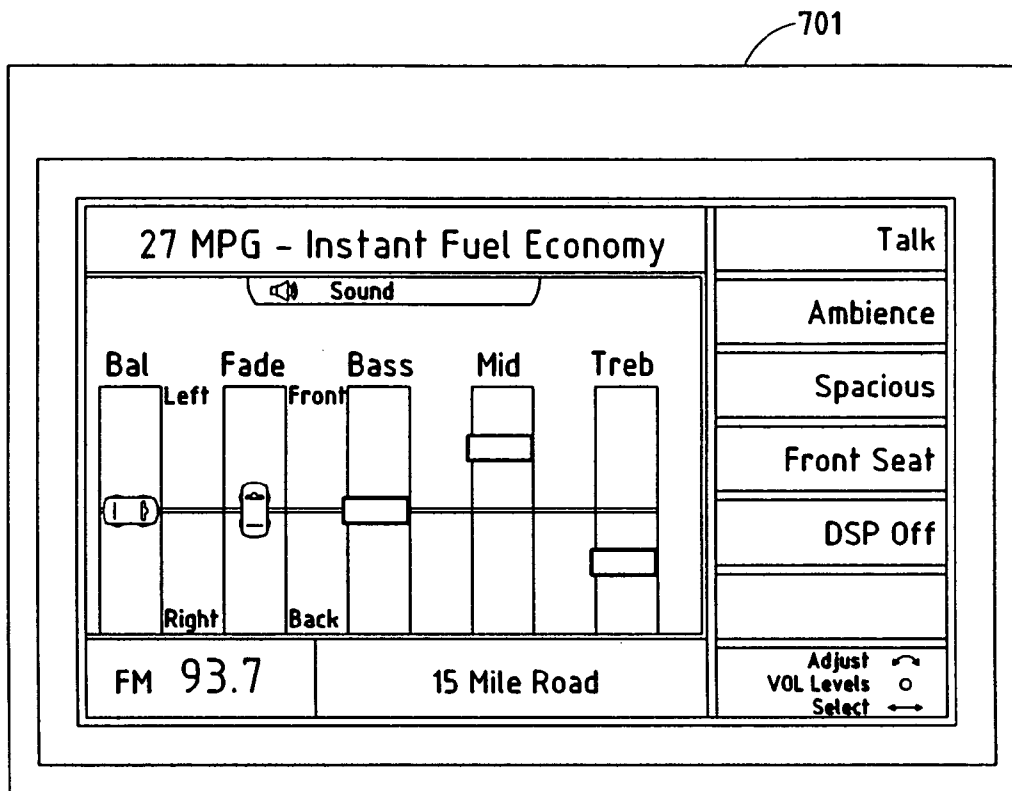 701
27 MPG – Instant Fuel Economy
Sound
Bal Fade Bass Mid Treb
Left Front
Right Back
FM 93.7
15 Mile Road
Talk
Ambience
Spacious
Front Seat
DSP Off
Adjust
VOL Levels
Select